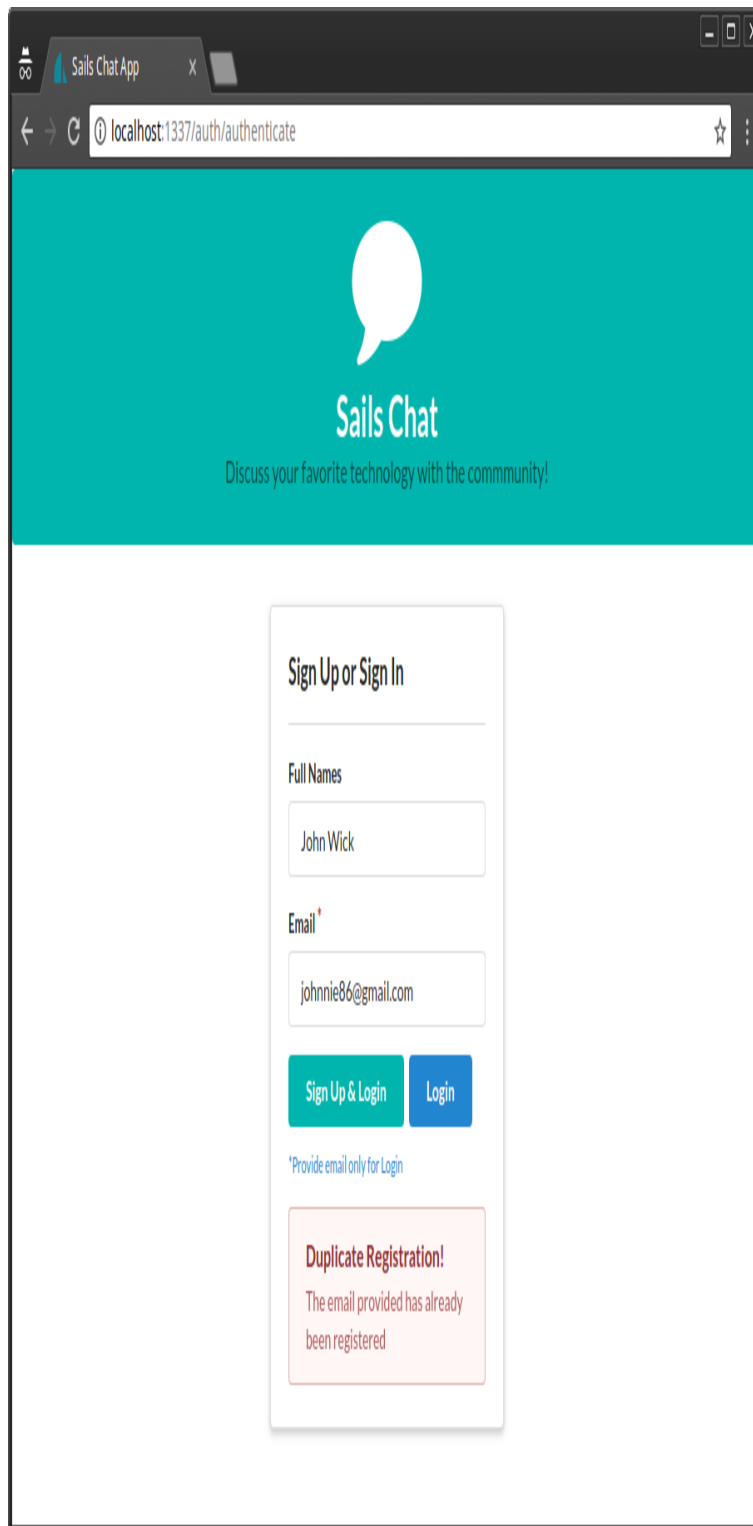 Sails Chat App
localhost:1337/auth/authenticate
Sails Chat
Discuss your favorite technology with the commmunity!
Sign Up or Sign In
Full Names
John Wick
Email *
johnnie86@gmail.com
Sign Up & Login Login
*Provide email only for Login
Duplicate Registration!
The email provided has already
been registered